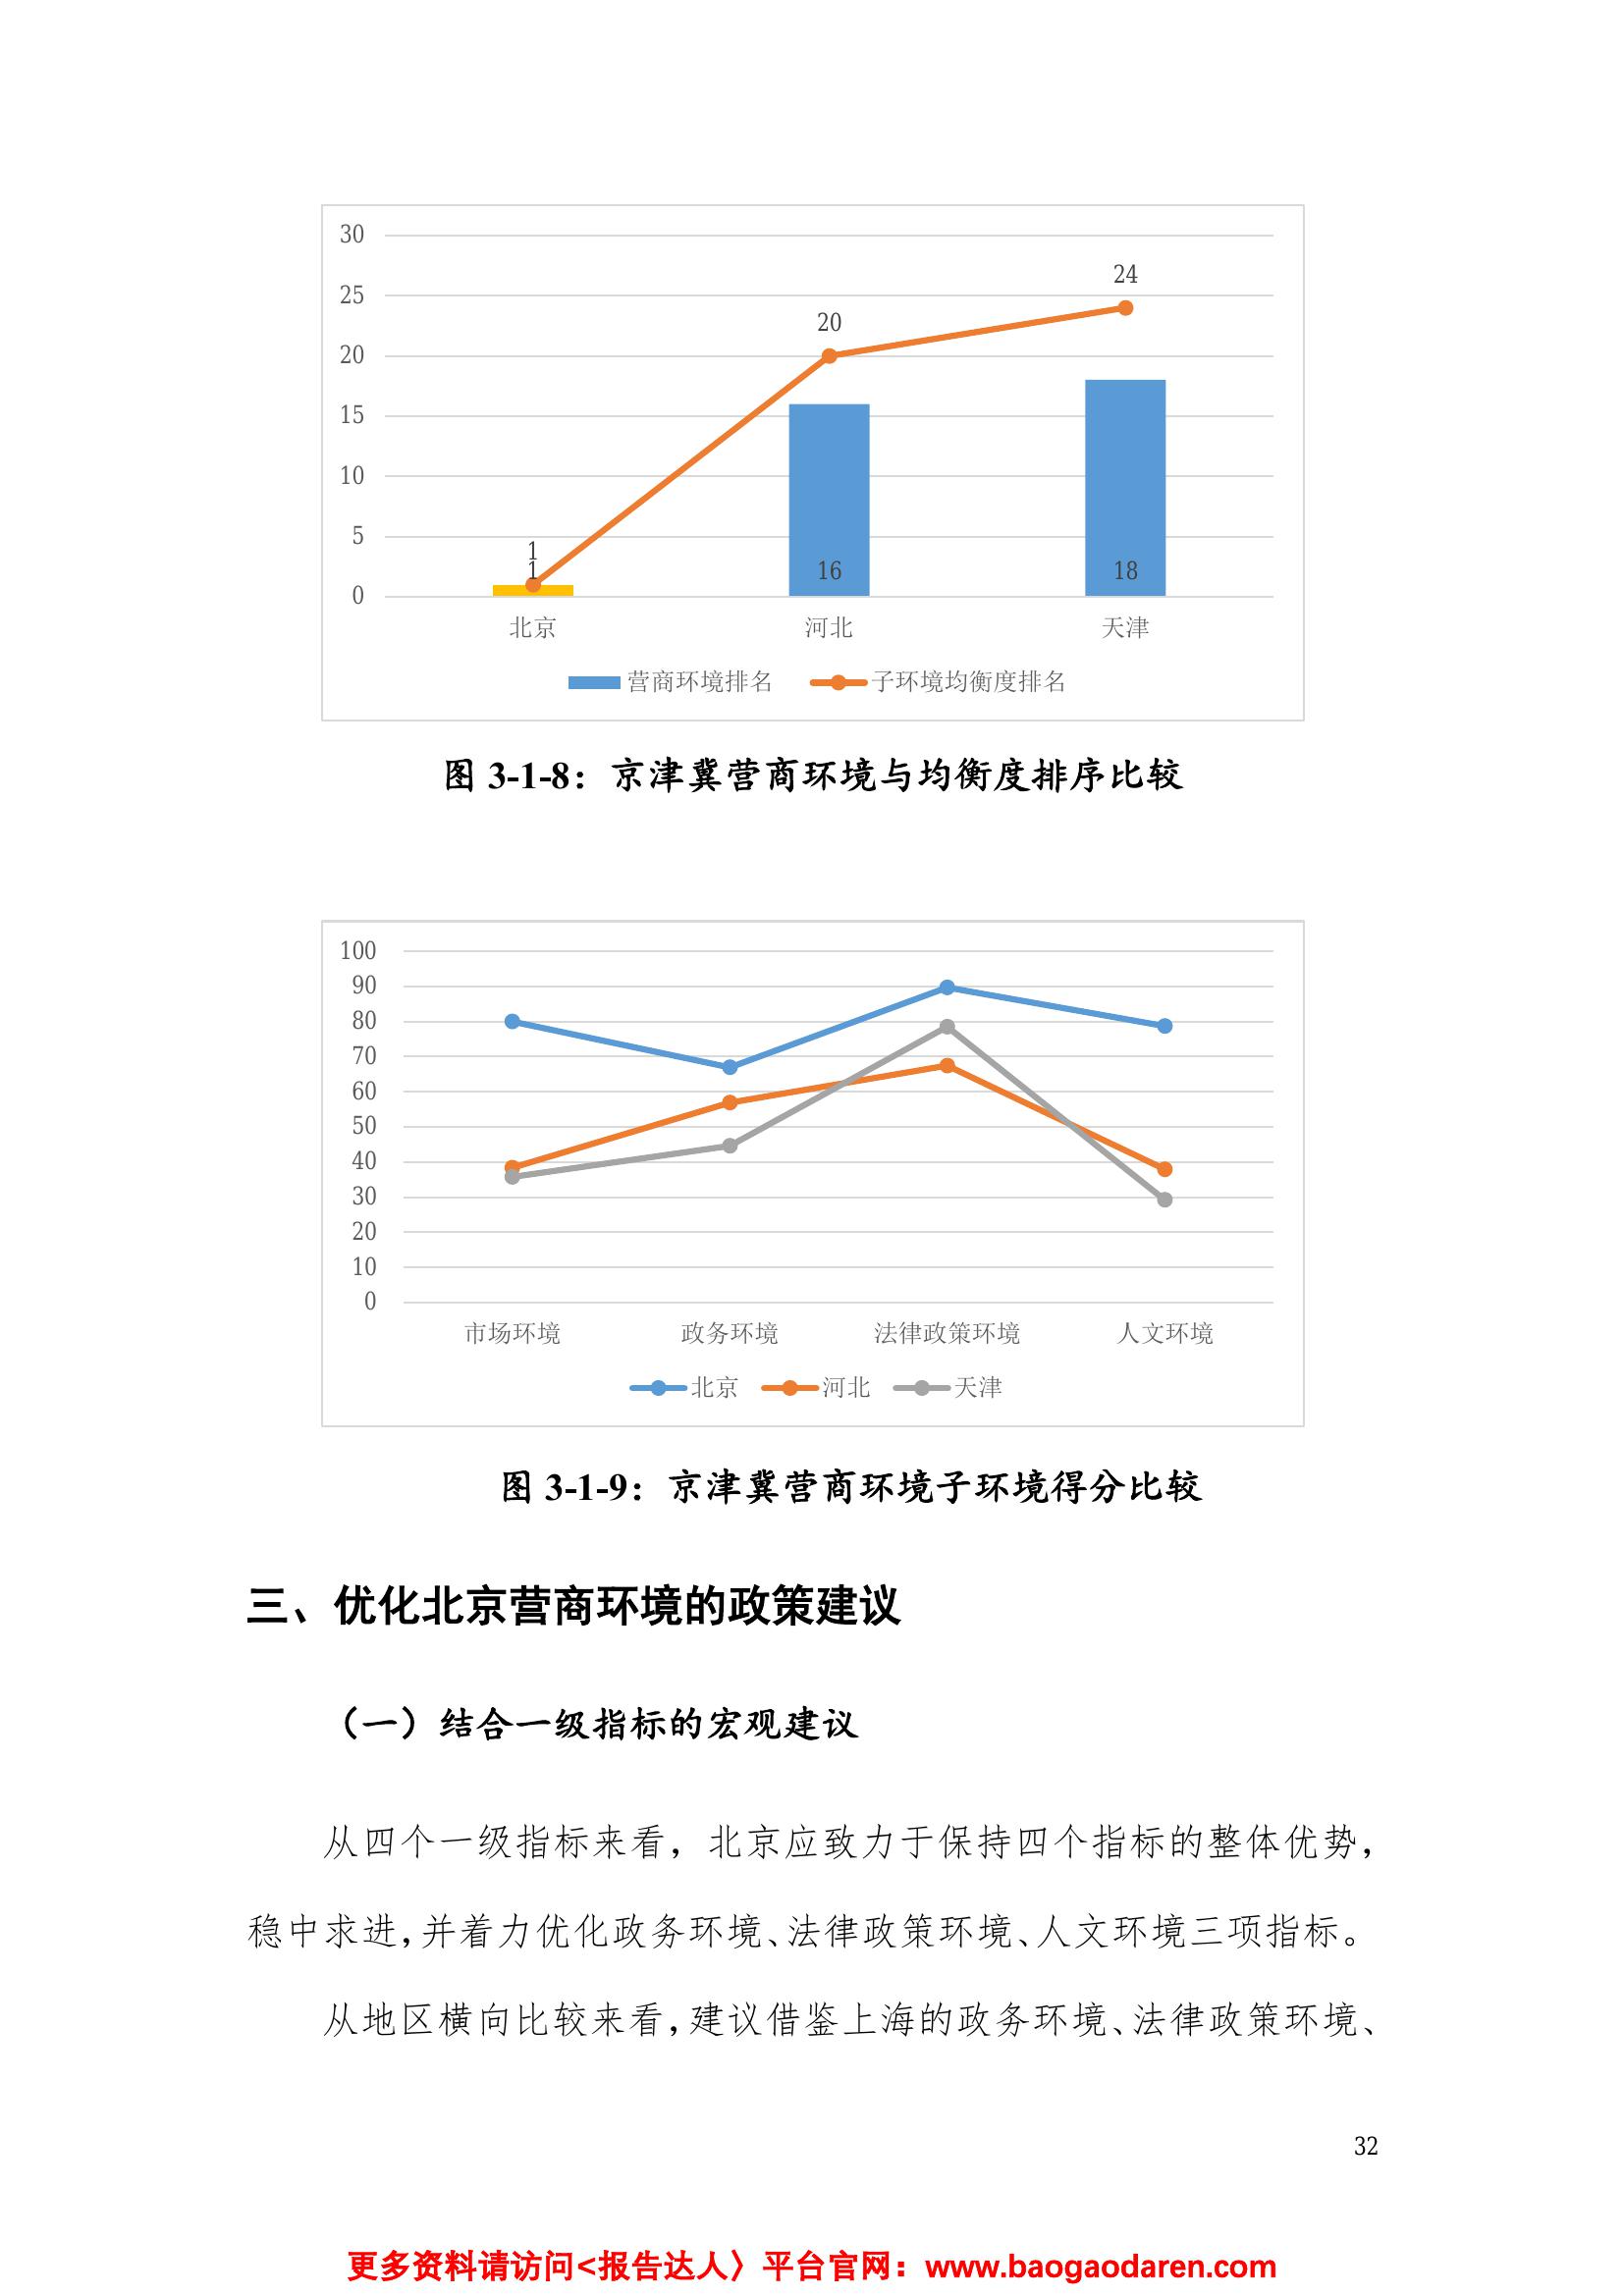 30
25
20
15
10
5
0
24
20
1
1
16
18
北京 河北 天津
营商环境排名 子环境均衡度排名
图 3-1-8：京津冀营商环境与均衡度排序比较
100
90
80
70
60
50
40
30
20
10
0
市场环境 政务环境 法律政策环境 人文环境
北京 河北 天津
图 3-1-9：京津冀营商环境子环境得分比较
三、优化北京营商环境的政策建议
（一）结合一级指标的宏观建议
从四个一级指标来看，北京应致力于保持四个指标的整体优势，
稳中求进，并着力优化政务环境、法律政策环境、人文环境三项指标。
从地区横向比较来看，建议借鉴上海的政务环境、法律政策环境、
32
更多资料请访问<报告达人〉平台官网：www.baogaodaren.com